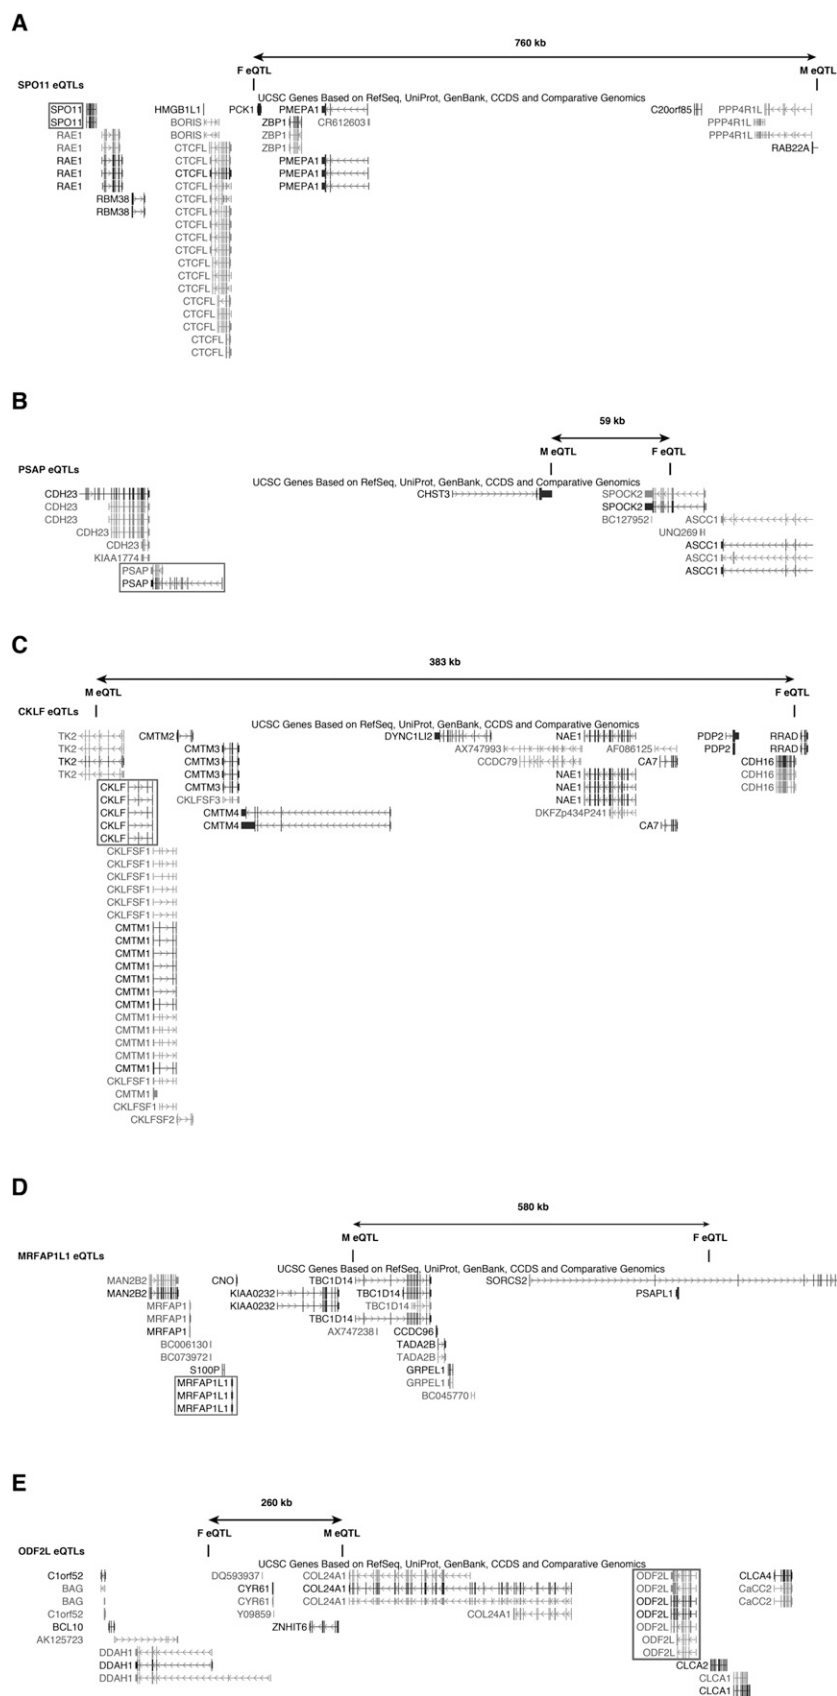 A
760 kb
F eQTL M eQTL
SPO11 eQTLs
UCSC Genes Based on RefSeq, UniProt, GenBank, CCDS and Comparative Genomics
SPO11 HMGB1L1 PCK1 PMEPA1 C20orf85 PPP4R1L
SPO11 BORIS ZBP1 CR612603 PPP4R1L
RAE1 BORIS ZBP1 PPP4R1L
RAE1 CTCFL ZBP1 RAB22A
RAE1 CTCFL PMEPA1
RAE1 CTCFL PMEPA1
RAE1 CTCFL PMEPA1
RBM38 CTCFL
RBM38 CTCFL
CTCFL
CTCFL
CTCFL
CTCFL
CTCFL
CTCFL
CTCFL
CTCFL
CTCFL
CTCFL
CTCFL
B
59 kb
M eQTL F eQTL
PSAP eQTLs
UCSC Genes Based on RefSeq, UniProt, GenBank, CCDS and Comparative Genomics
CDH23 CHST3 SPOCK2
CDH23 SPOCK2
CDH23 BC127952 ASCC1
CDH23 UNQ269
CDH23 ASCC1
KIAA1774 ASCC1
PSAP ASCC1
PSAP
C
383 kb
M eQTL F eQTL
CKLF eQTLs
UCSC Genes Based on RefSeq, UniProt, GenBank, CCDS and Comparative Genomics
TK2 CMTM2 DYNC1LI2 NAE1 PDP2 RRAD
TK2 CMTM3 AX747993 AF086125 PDP2 RRAD
TK2 CMTM3 CCDC79 CA7 CDH16
TK2 CMTM3 NAE1 CDH16
CKLF CMTM3 NAE1 CDH16
CKLF CKLFSF3 NAE1
CKLF CMTM4 DKFZp434P241
CKLF CMTM4 CA7
CKLF
CKLFSF1
CKLFSF1
CKLFSF1
CKLFSF1
CKLFSF1
CKLFSF1
CMTM1
CMTM1
CMTM1
CMTM1
CMTM1
CMTM1
CMTM1
CMTM1
CMTM1
CMTM1
CMTM1
CMTM1
CKLFSF1
CMTM1
CKLFSF1
CKLFSF2
D
580 kb
M eQTL F eQTL
MRFAP1L1 eQTLs
UCSC Genes Based on RefSeq, UniProt, GenBank, CCDS and Comparative Genomics
MAN2B2 CNO TBC1D14 SORCS2
MAN2B2 KIAA0232 TBC1D14 PSAPL1
MRFAP1 KIAA0232 TBC1D14
MRFAP1 TBC1D14
MRFAP1 AX747238 CCDC96
BC006130 TADA2B
BC073972 TADA2B
S100P GRPEL1
MRFAP1L1 GRPEL1
MRFAP1L1 BC045770
MRFAP1L1
E
260 kb
F eQTL M eQTL
ODF2L eQTLs
UCSC Genes Based on RefSeq, UniProt, GenBank, CCDS and Comparative Genomics
C1orf52 DQ593937 COL24A1 ODF2L CLCA4
BAG CYR61 COL24A1 ODF2L CaCC2
BAG CYR61 COL24A1 ODF2L CaCC2
C1orf52 Y09859 COL24A1 ODF2L
BCL10 ZNHIT6 ODF2L
AK125723 ODF2L
DDAH1 ODF2L
DDAH1 CLCA2
DDAH1 CLCA1
CLCA1